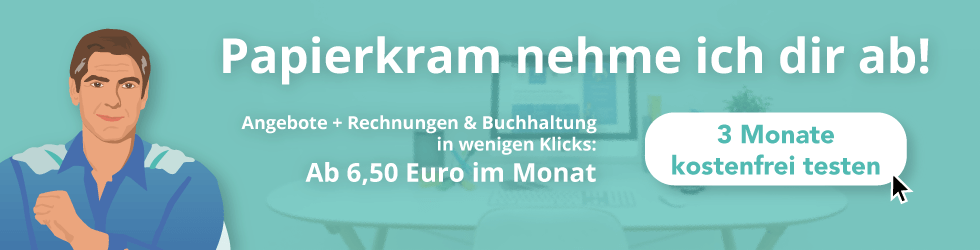 Papierkram nehme ich dir ab!
Angebote + Rechnungen & Buchhaltung
in wenigen Klicks:
Ab 6,50 Euro im Monat
3 Monate
kostenfrei testen